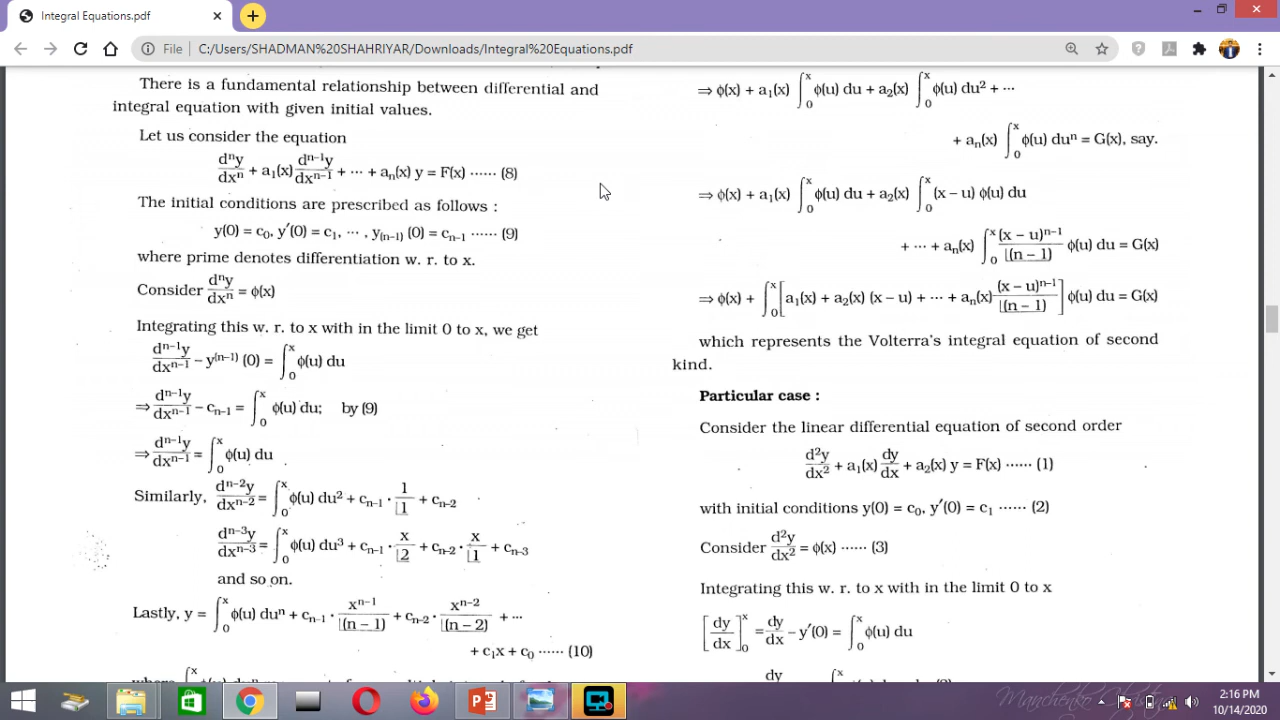 Integral Equations.pdf
File C:/Users/SHADMAN%20SHAHRIYAR/Downloads/Integral%20Equations.pdf
There is a fundamental relationship between differential and
integral equation with given initial values.
Let us consider the equation
dⁿy/dxⁿ + a₁(x) dⁿ⁻¹y/dxⁿ⁻¹ + ··· + aₙ(x) y = F(x) ······ (8)
The initial conditions are prescribed as follows :
y(0) = c₀, y′(0) = c₁, ··· , y₍ₙ₋₁₎ (0) = cₙ₋₁ ······ (9)
where prime denotes differentiation w. r. to x.
Consider dⁿy/dxⁿ = ϕ(x)
Integrating this w. r. to x with in the limit 0 to x, we get
dⁿ⁻¹y/dxⁿ⁻¹ – y⁽ⁿ⁻¹⁾ (0) = ∫₀ˣ ϕ(u) du
⇒ dⁿ⁻¹y/dxⁿ⁻¹ – cₙ₋₁ = ∫₀ˣ ϕ(u) du; by (9)
⇒ dⁿ⁻¹y/dxⁿ⁻¹ = ∫₀ˣ ϕ(u) du
Similarly, dⁿ⁻²y/dxⁿ⁻² = ∫₀ˣ ϕ(u) du² + cₙ₋₁ · 1/|1 + cₙ₋₂
dⁿ⁻³y/dxⁿ⁻³ = ∫₀ˣ ϕ(u) du³ + cₙ₋₁ · x/|2 + cₙ₋₂ · x/|1 + cₙ₋₃
and so on.
Lastly, y = ∫₀ˣ ϕ(u) duⁿ + cₙ₋₁ · xⁿ⁻¹/|(n – 1) + cₙ₋₂ · xⁿ⁻²/|(n – 2) + ···
+ c₁x + c₀ ······ (10)
⇒ ϕ(x) + a₁(x) ∫₀ˣ ϕ(u) du + a₂(x) ∫₀ˣ ϕ(u) du² + ···
+ aₙ(x) ∫₀ˣ ϕ(u) duⁿ = G(x), say.
⇒ ϕ(x) + a₁(x) ∫₀ˣ ϕ(u) du + a₂(x) ∫₀ˣ (x – u) ϕ(u) du
+ ··· + aₙ(x) ∫₀ˣ (x – u)ⁿ⁻¹/|(n – 1) ϕ(u) du = G(x)
⇒ ϕ(x) + ∫₀ˣ [a₁(x) + a₂(x) (x – u) + ··· + aₙ(x) (x – u)ⁿ⁻¹/|(n – 1)] ϕ(u) du = G(x)
which represents the Volterra's integral equation of second
kind.
Particular case :
Consider the linear differential equation of second order
d²y/dx² + a₁(x) dy/dx + a₂(x) y = F(x) ······ (1)
with initial conditions y(0) = c₀, y′(0) = c₁ ······ (2)
Consider d²y/dx² = ϕ(x) ······ (3)
Integrating this w. r. to x with in the limit 0 to x
[dy/dx]₀ˣ = dy/dx – y′(0) = ∫₀ˣ ϕ(u) du
2:16 PM
10/14/2020